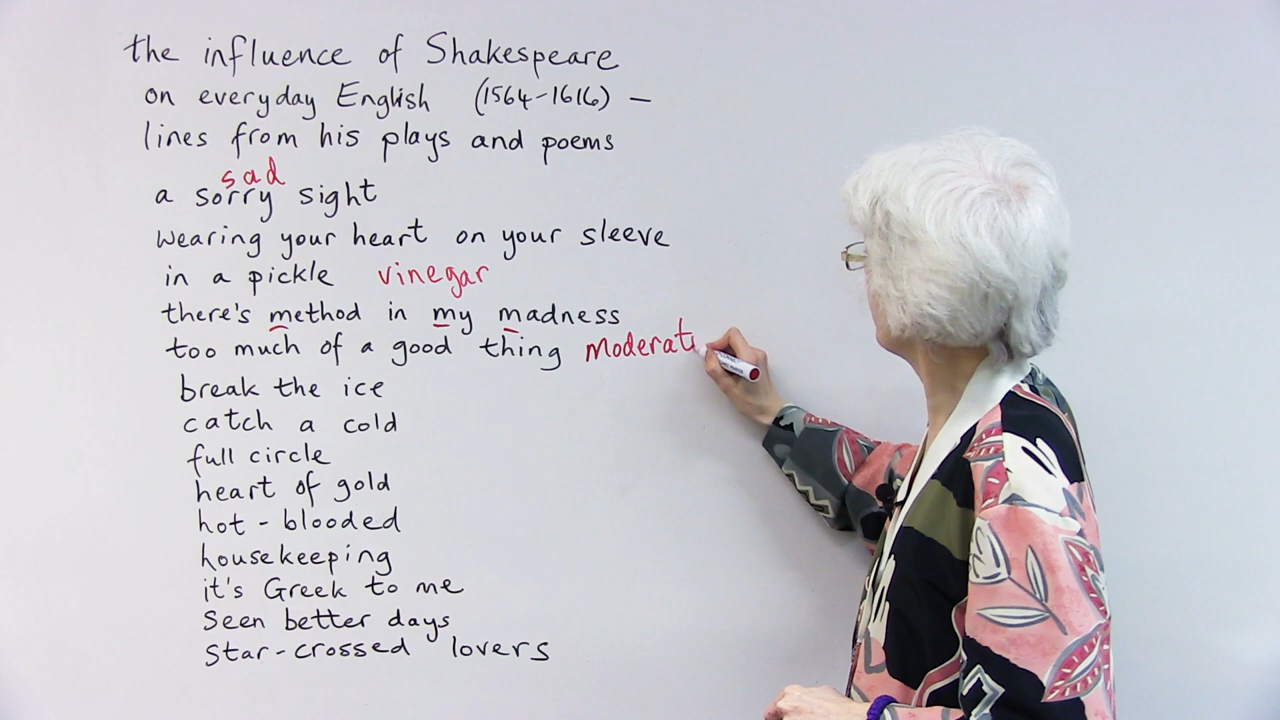 the influence of Shakespeare
on everyday English (1564-1616) –
lines from his plays and poems
sad
a sorry sight
wearing your heart on your sleeve
in a pickle vinegar
there's method in my madness
too much of a good thing moderat
break the ice
catch a cold
full circle
heart of gold
hot-blooded
housekeeping
it's Greek to me
seen better days
star-crossed lovers